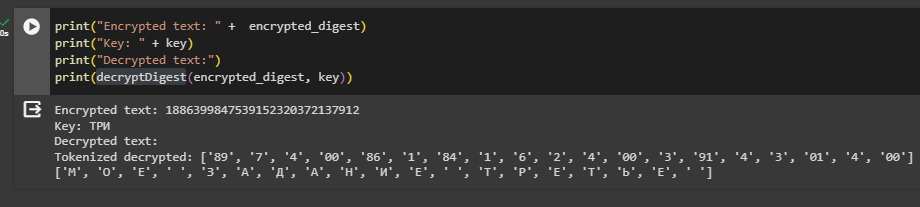 0s
print("Encrypted text: " +  encrypted_digest)
print("Key: " + key)
print("Decrypted text:")
print(decryptDigest(encrypted_digest, key))
Encrypted text: 1886399847539152320372137912
Key: ТРИ
Decrypted text:
Tokenized decrypted: ['89', '7', '4', '00', '86', '1', '84', '1', '6', '2', '4', '00', '3', '91', '4', '3', '01', '4', '00']
['М', 'О', 'Е', ' ', 'З', 'А', 'Д', 'А', 'Н', 'И', 'Е', ' ', 'Т', 'Р', 'Е', 'Т', 'Ь', 'Е', ' ']